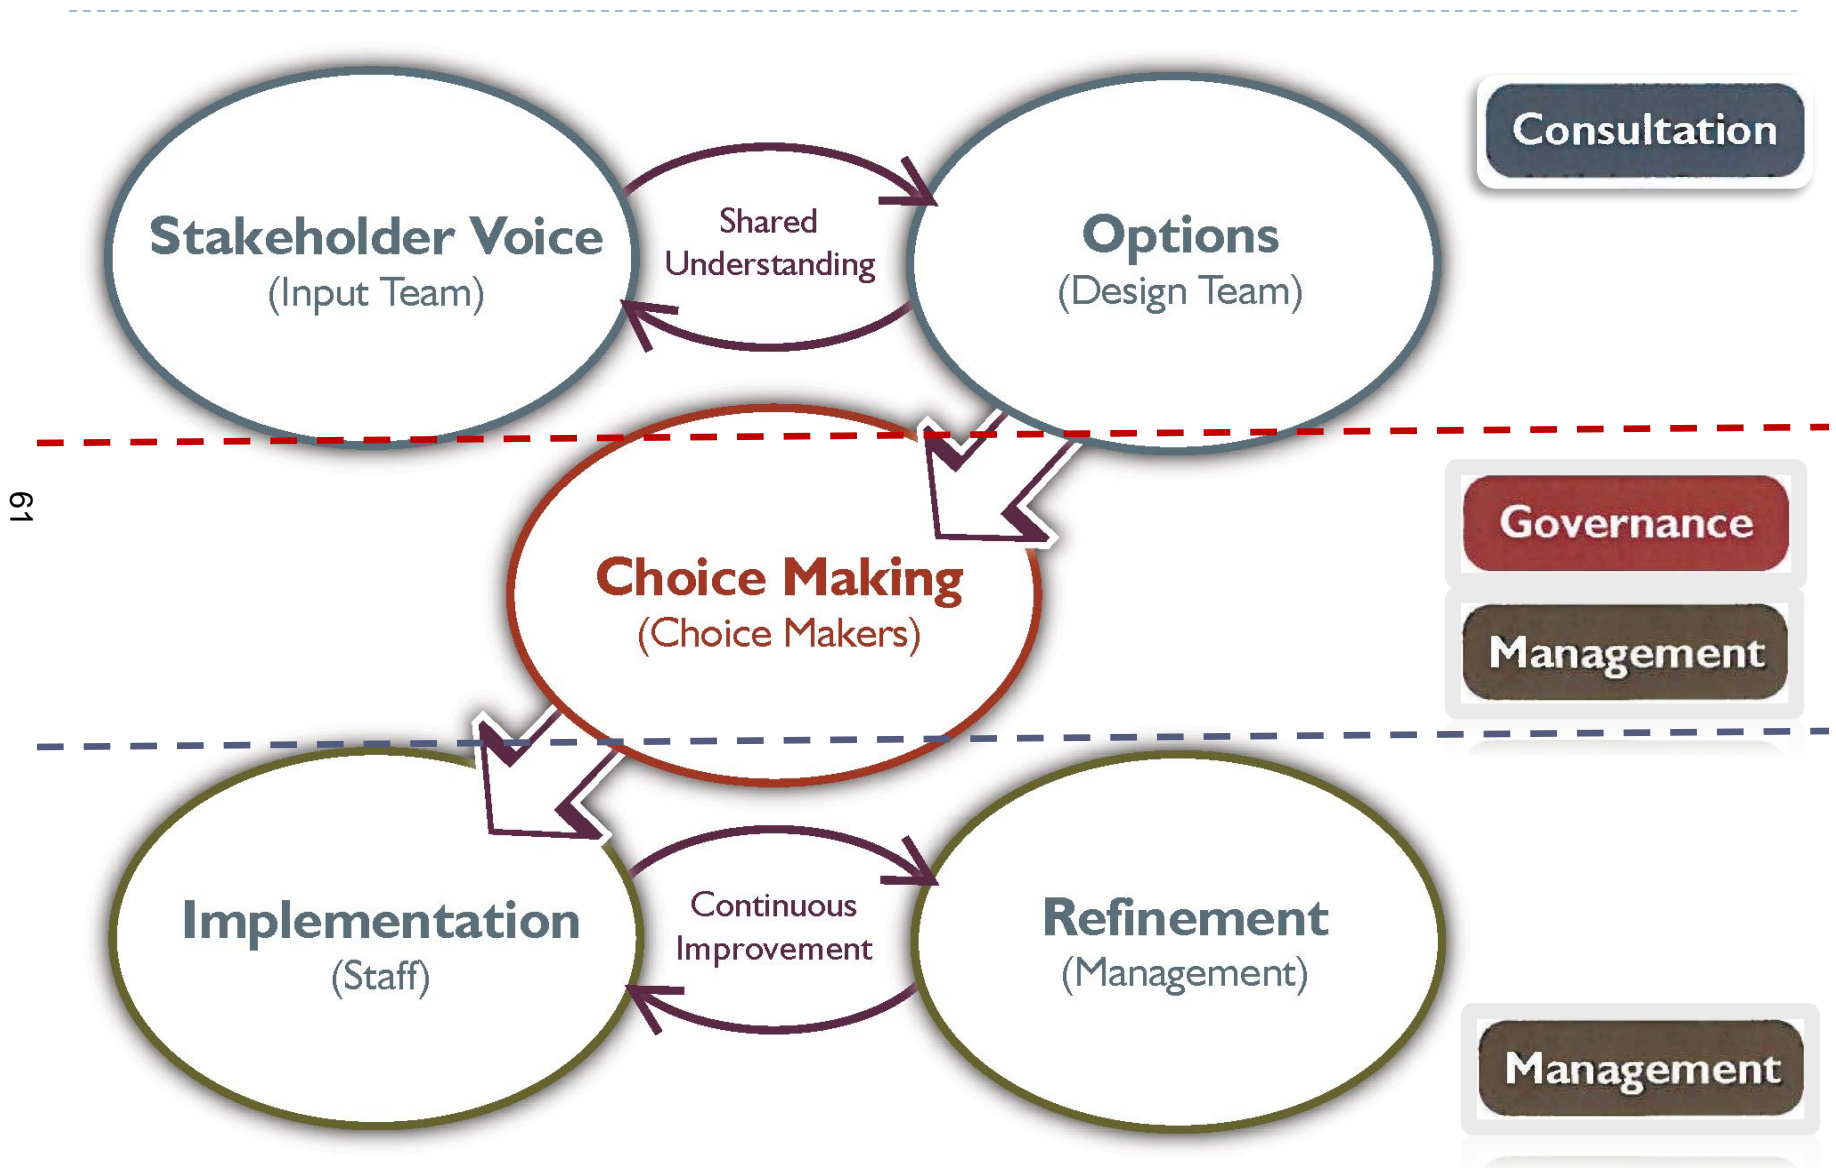 Consultation
Stakeholder Voice
(Input Team)
Shared
Understanding
Options
(Design Team)
61
Governance
Choice Making
(Choice Makers)
Management
Implementation
(Staff)
Continuous
Improvement
Refinement
(Management)
Management